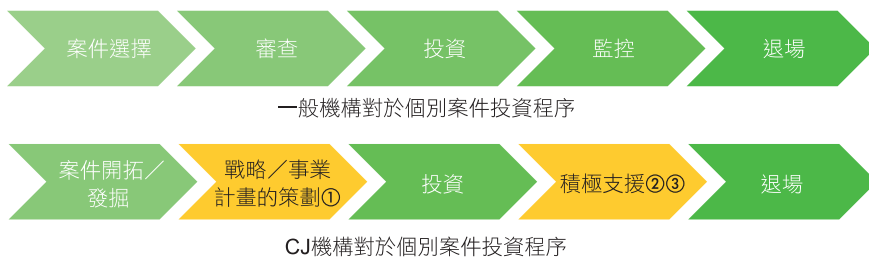 案件選擇
審查
投資
監控
退場
一般機構對於個別案件投資程序
案件開拓／
發掘
戰略／事業
計畫的策劃①
投資
積極支援②③
退場
CJ機構對於個別案件投資程序